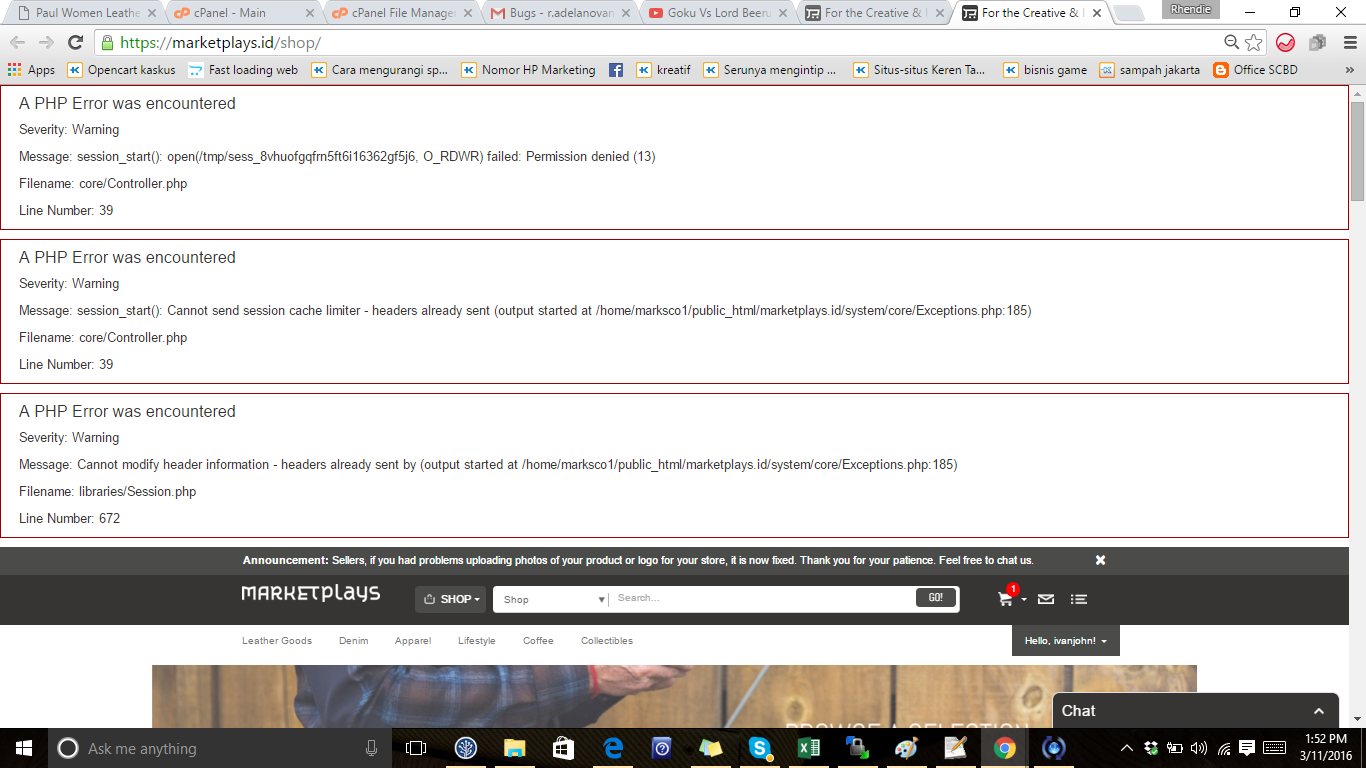 Paul Women Leathe
cPanel - Main
cPanel File Manage
Bugs - r.adelanovan
Goku Vs Lord Beeru
For the Creative &
For the Creative &
Rhendie
https://marketplays.id/shop/
Apps
Opencart kaskus
Fast loading web
Cara mengurangi sp...
Nomor HP Marketing
kreatif
Serunya mengintip ...
Situs-situs Keren Ta...
bisnis game
sampah jakarta
Office SCBD
»
A PHP Error was encountered
Severity: Warning
Message: session_start(): open(/tmp/sess_8vhuofgqfrn5ft6i16362gf5j6, O_RDWR) failed: Permission denied (13)
Filename: core/Controller.php
Line Number: 39
A PHP Error was encountered
Severity: Warning
Message: session_start(): Cannot send session cache limiter - headers already sent (output started at /home/marksco1/public_html/marketplays.id/system/core/Exceptions.php:185)
Filename: core/Controller.php
Line Number: 39
A PHP Error was encountered
Severity: Warning
Message: Cannot modify header information - headers already sent by (output started at /home/marksco1/public_html/marketplays.id/system/core/Exceptions.php:185)
Filename: libraries/Session.php
Line Number: 672
Announcement: Sellers, if you had problems uploading photos of your product or logo for your store, it is now fixed. Thank you for your patience. Feel free to chat us.
MARKETPLAYS
SHOP
Shop
Search...
GO!
1
Leather Goods
Denim
Apparel
Lifestyle
Coffee
Collectibles
Hello, ivanjohn!
BROWSE A SELECTION
Chat
Ask me anything
1:52 PM
3/11/2016